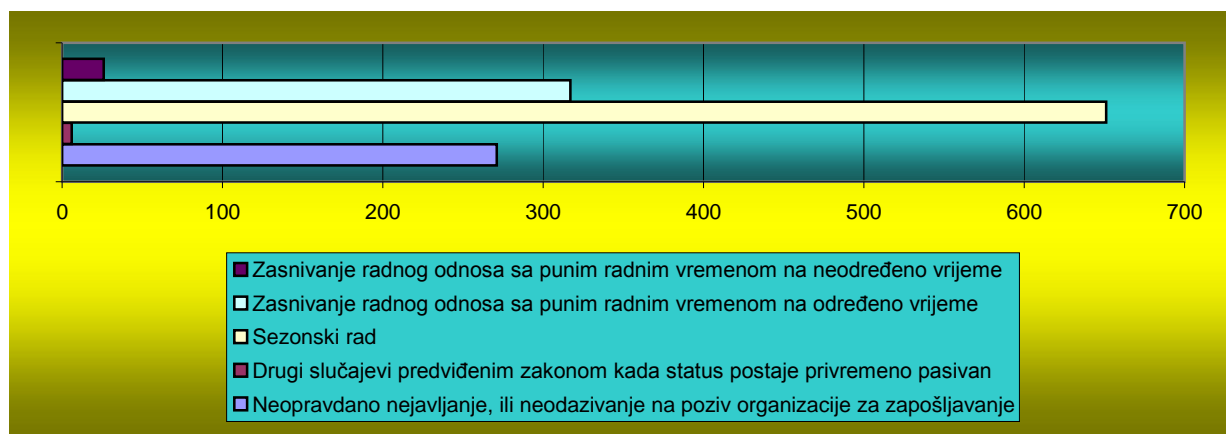 0 100 200 300 400 500 600 700
Zasnivanje radnog odnosa sa punim radnim vremenom na neodređeno vrijeme
Zasnivanje radnog odnosa sa punim radnim vremenom na određeno vrijeme
Sezonski rad
Drugi slučajevi predviđenim zakonom kada status postaje privremeno pasivan
Neopravdano nejavljanje, ili neodazivanje na poziv organizacije za zapošljavanje